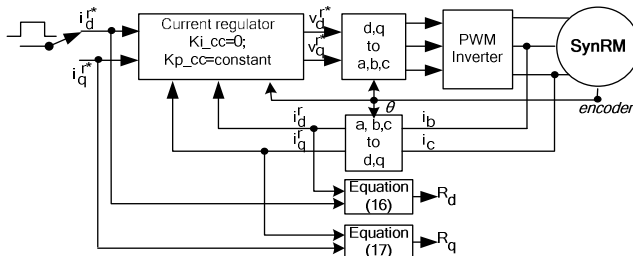 i_d^r*
i_q^r*
Current regulator
Ki_cc=0;
Kp_cc=constant
v_d^r*
v_q^r*
d,q
to
a,b,c
PWM
Inverter
SynRM
encoder
θ
i_d^r
i_q^r
a, b,c
to
d,q
i_b
i_c
Equation
(16)
R_d
Equation
(17)
R_q